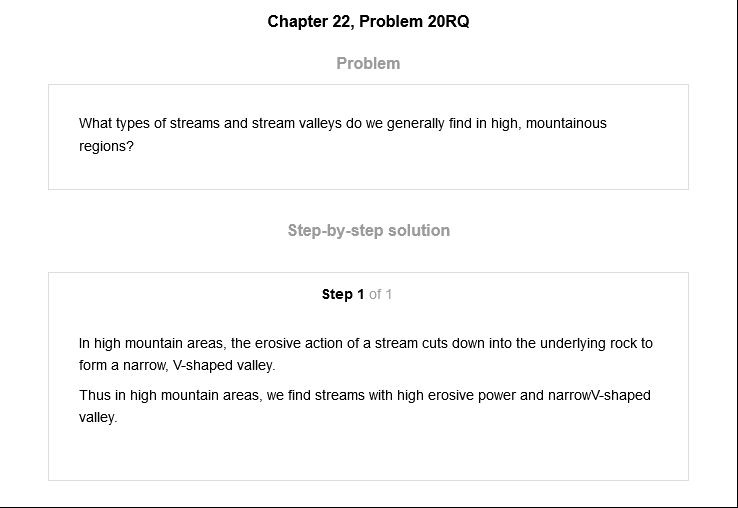 Chapter 22, Problem 20RQ
Problem
What types of streams and stream valleys do we generally find in high, mountainous
regions?
Step-by-step solution
Step 1 of 1
In high mountain areas, the erosive action of a stream cuts down into the underlying rock to
form a narrow, V-shaped valley.
Thus in high mountain areas, we find streams with high erosive power and narrowV-shaped
valley.